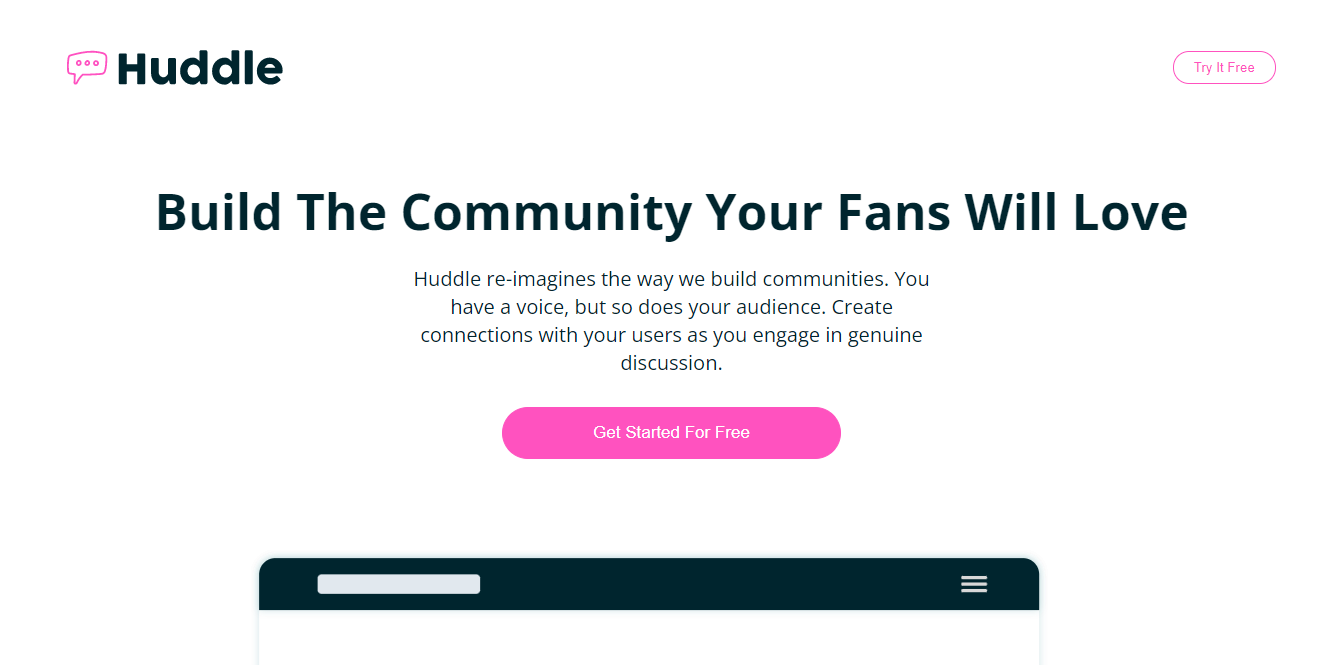 Huddle
Try It Free
Build The Community Your Fans Will Love
Huddle re-imagines the way we build communities. You
have a voice, but so does your audience. Create
connections with your users as you engage in genuine
discussion.
Get Started For Free